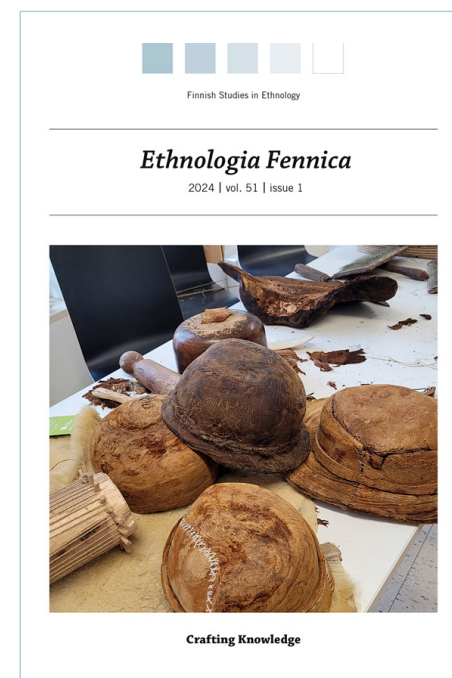 Finnish Studies in Ethnology
Ethnologia Fennica
2024 | vol. 51 | issue 1
Crafting Knowledge